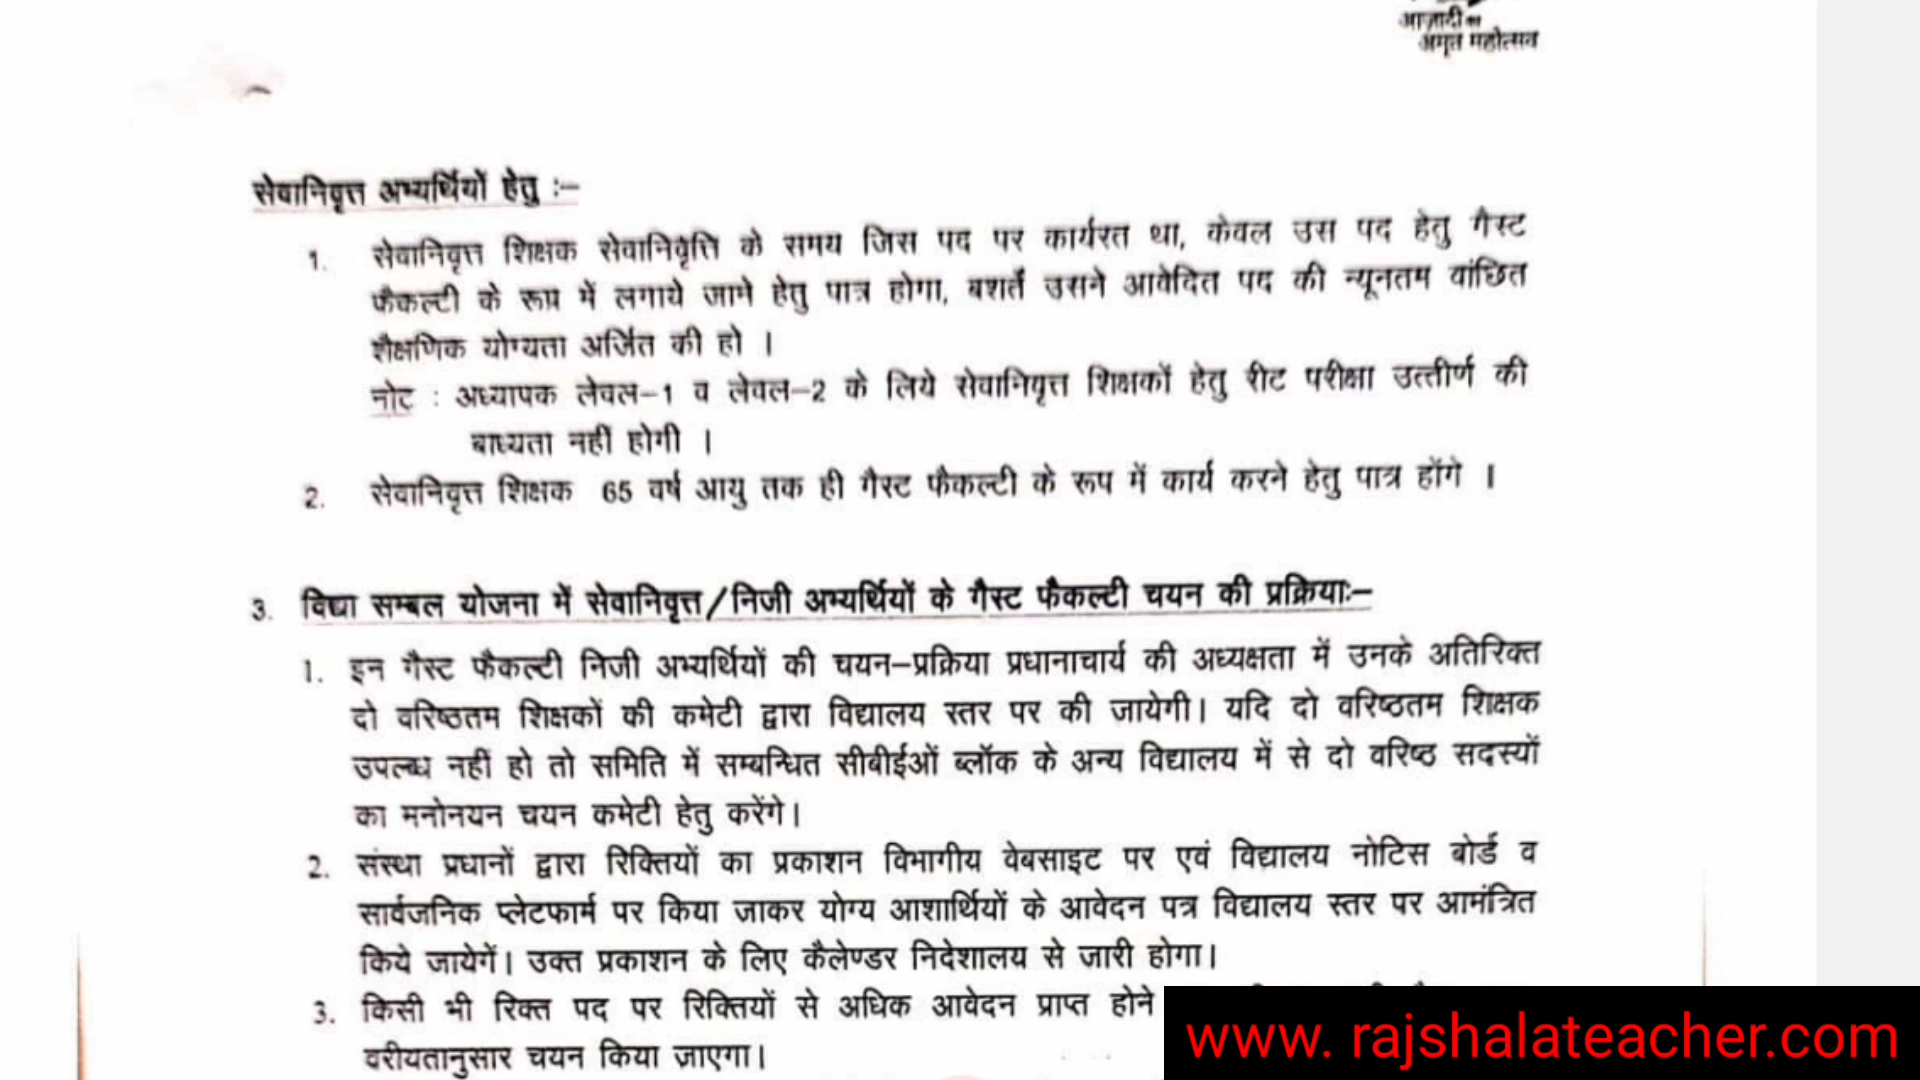 आज़ादी का
अमृत महोत्सव
सेवानिवृत्त अभ्यर्थियों हेतु :–
1. सेवानिवृत्त शिक्षक सेवानिवृत्ति के समय जिस पद पर कार्यरत था, केवल उस पद हेतु गैस्ट
फैकल्टी के रूप में लगाये जाने हेतु पात्र होगा, बशर्ते उसने आवेदित पद की न्यूनतम वांछित
शैक्षणिक योग्यता अर्जित की हो ।
नोट : अध्यापक लेवल–1 व लेवल–2 के लिये सेवानिवृत्त शिक्षकों हेतु रीट परीक्षा उत्तीर्ण की
बाध्यता नहीं होगी ।
2. सेवानिवृत्त शिक्षक 65 वर्ष आयु तक ही गैस्ट फैकल्टी के रूप में कार्य करने हेतु पात्र होंगे ।
3. विद्या सम्बल योजना में सेवानिवृत्त/निजी अभ्यर्थियों के गैस्ट फैकल्टी चयन की प्रक्रियाः–
1. इन गैस्ट फैकल्टी निजी अभ्यर्थियों की चयन–प्रक्रिया प्रधानाचार्य की अध्यक्षता में उनके अतिरिक्त
दो वरिष्ठतम शिक्षकों की कमेटी द्वारा विद्यालय स्तर पर की जायेगी। यदि दो वरिष्ठतम शिक्षक
उपलब्ध नहीं हो तो समिति में सम्बन्धित सीबीईओं ब्लॉक के अन्य विद्यालय में से दो वरिष्ठ सदस्यों
का मनोनयन चयन कमेटी हेतु करेंगे।
2. संस्था प्रधानों द्वारा रिक्तियों का प्रकाशन विभागीय वेबसाइट पर एवं विद्यालय नोटिस बोर्ड व
सार्वजनिक प्लेटफार्म पर किया जाकर योग्य आशार्थियों के आवेदन पत्र विद्यालय स्तर पर आमंत्रित
किये जायेगें। उक्त प्रकाशन के लिए कैलेण्डर निदेशालय से जारी होगा।
3. किसी भी रिक्त पद पर रिक्तियों से अधिक आवेदन प्राप्त होने
वरीयतानुसार चयन किया जाएगा।
www. rajshalateacher.com